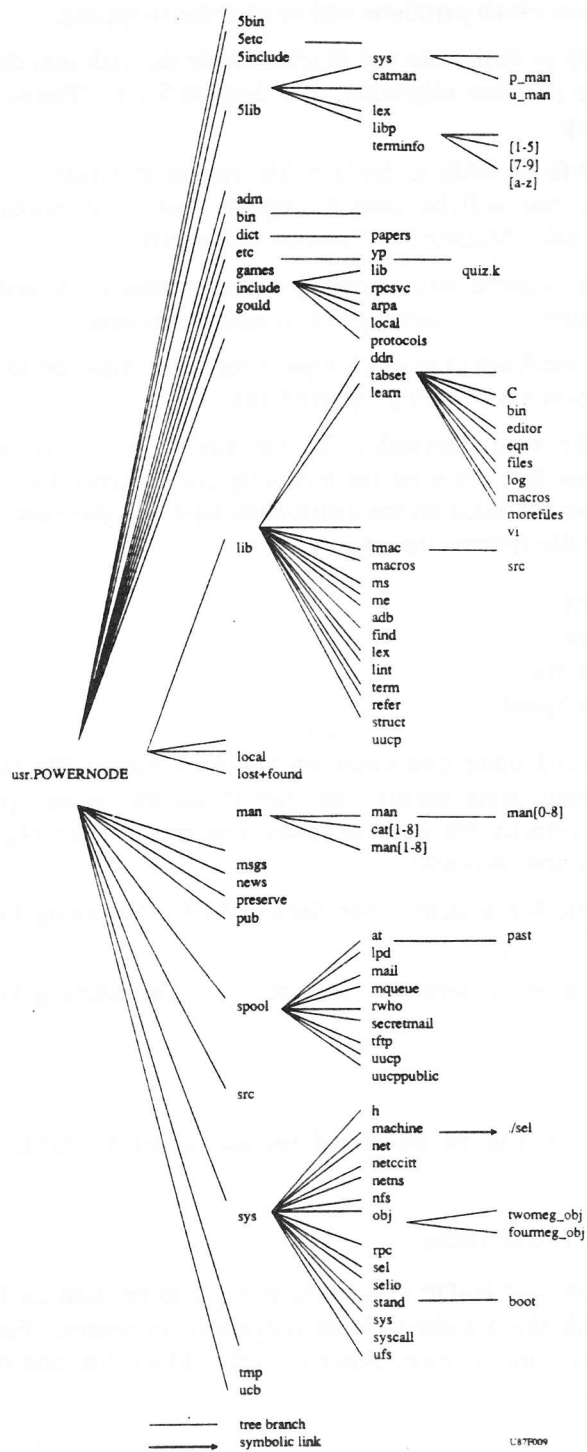 5bin
5etc
5include
sys
catman
p_man
u_man
5lib
lex
libp
terminfo
[1-5]
[7-9]
[a-z]
adm
bin
dict
papers
etc
yp
games
lib
quiz.k
include
rpcsvc
gould
arpa
local
protocols
ddn
tabset
learn
C
bin
editor
eqn
files
log
macros
morefiles
vi
lib
tmac
macros
src
ms
me
adb
find
lex
lint
term
refer
struct
uucp
local
usr.POWERNODE
lost+found
man
man
man[0-8]
cat[1-8]
man[1-8]
msgs
news
preserve
pub
at
past
lpd
mail
mqueue
spool
rwho
secretmail
tftp
uucp
uucppublic
src
h
machine
./sel
net
netccitt
netns
nfs
sys
obj
twomeg_obj
fourmeg_obj
rpc
sel
selio
stand
boot
sys
syscall
ufs
tmp
ucb
tree branch
symbolic link
U87F009